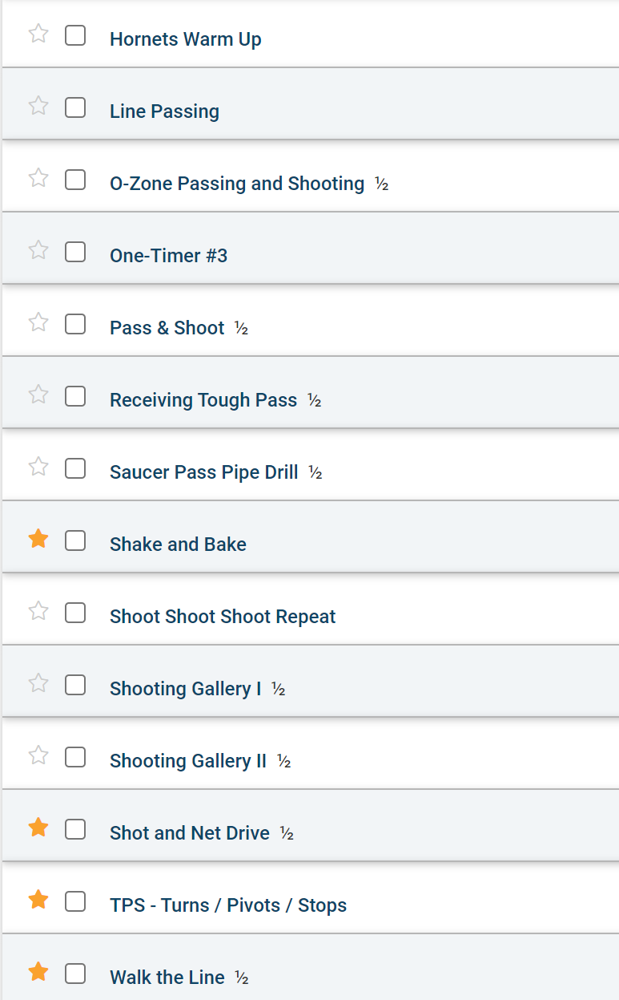 Hornets Warm Up
Line Passing
O-Zone Passing and Shooting ½
One-Timer #3
Pass & Shoot ½
Receiving Tough Pass ½
Saucer Pass Pipe Drill ½
Shake and Bake
Shoot Shoot Shoot Repeat
Shooting Gallery I ½
Shooting Gallery II ½
Shot and Net Drive ½
TPS - Turns / Pivots / Stops
Walk the Line ½